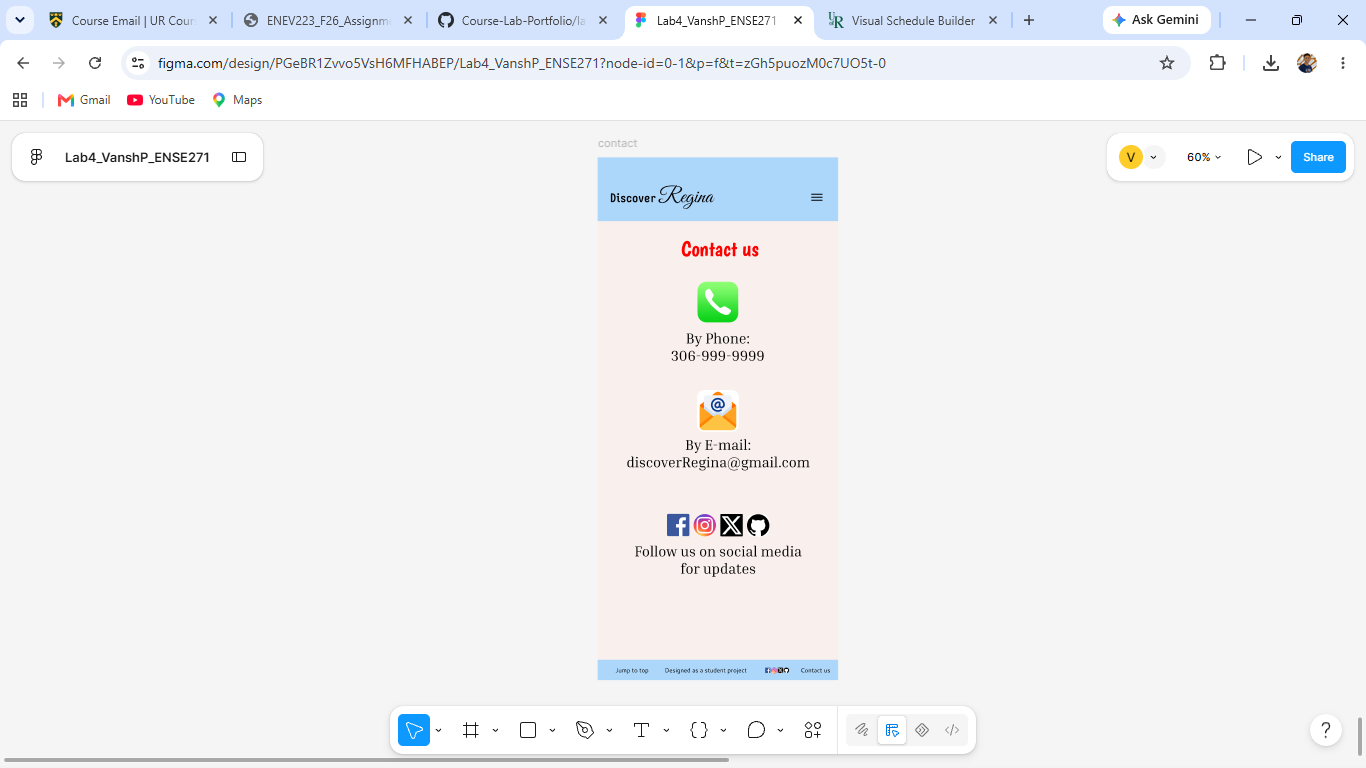 Course Email | UR Cour
ENEV223_F26_Assignm
Course-Lab-Portfolio/la
Lab4_VanshP_ENSE271
Visual Schedule Builder
Ask Gemini
figma.com/design/PGeBR1Zvvo5VsH6MFHABEP/Lab4_VanshP_ENSE271?node-id=0-1&p=f&t=zGh5puozM0c7UO5t-0
Gmail
YouTube
Maps
Lab4_VanshP_ENSE271
V
60%
Share
contact
Discover Regina
Contact us
By Phone:
306-999-9999
@
By E-mail:
discoverRegina@gmail.com
Follow us on social media
for updates
Jump to top
Designed as a student project
Contact us
?